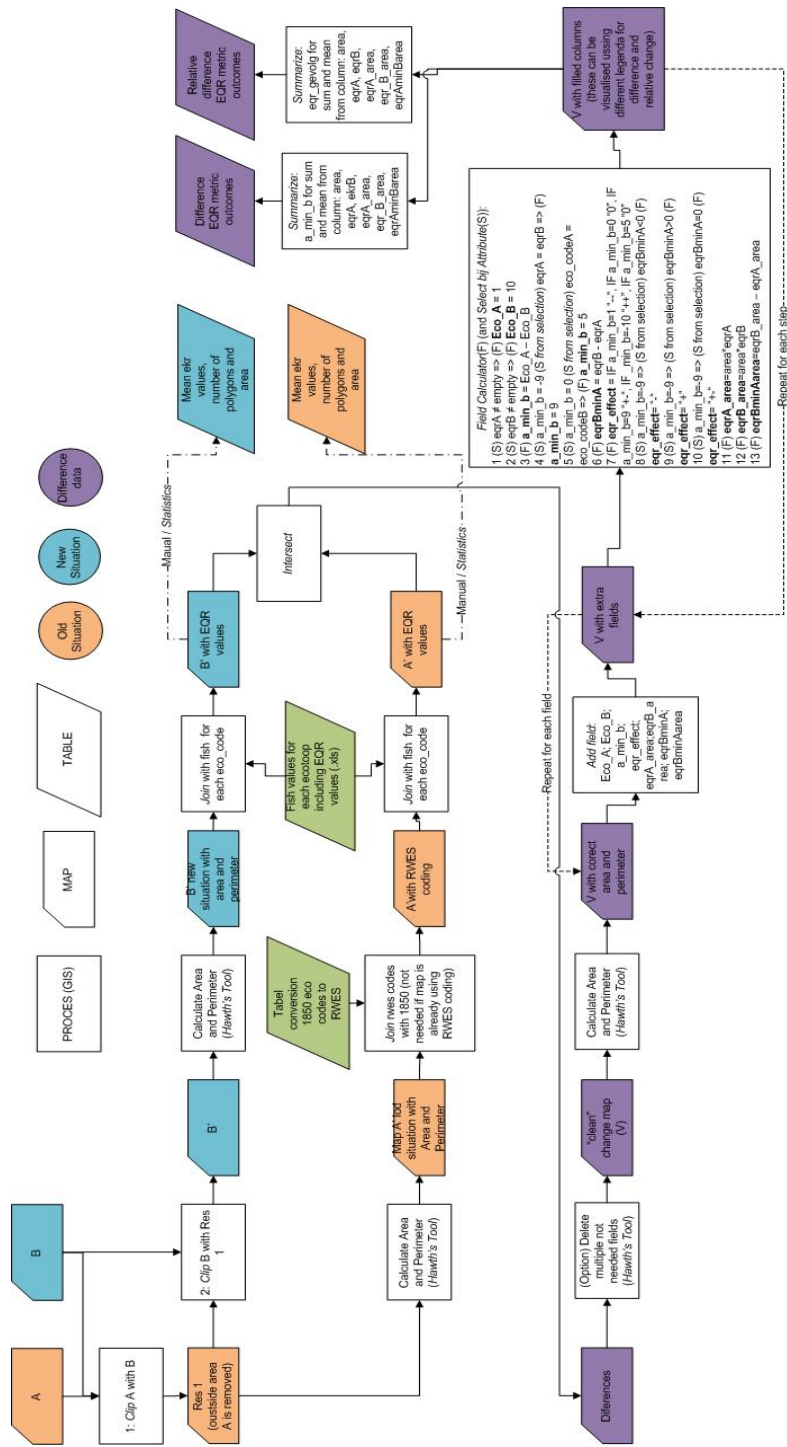 A
B
PROCES (GIS)
MAP
TABLE
Old
Situation
New
Situation
Difference
data
1: Clip A with B
Res 1
(oustside area
A is removed)
2: Clip B with Res
1
B'
Calculate Area
and Perimeter
(Hawth's Tool)
B' new
situation with
area and
perimeter
Join with fish for
each eco_code
B' with EQR
values
Maual / Statistics
Mean ekr
values,
number of
polygons and
area
Tabel
conversion
1850 eco
codes to
RWES
Fish values for
each ecotoop
including EQR
values (.xls)
Intersect
Mean ekr
values,
number of
polygons and
area
Calculate Area
and Perimeter
(Hawth's Tool)
Map A' fod
situation with
Area and
Perimeter
Join rwes codes
with 1850 (not
needed if map is
already using
RWES coding)
A'with RWES
coding
Join with fish for
each eco_code
A' with EQR
values
Manual / Statistics
Difference
EQR metric
outcomes
Relative
difference
EQR metric
outcomes
Summarize:
a_min_b for sum
and mean from
column: area,
eqrA, ekrB,
eqrA_area,
eqr_B_area,
eqrAminBarea
Summarize:
eqr_gevolg for
sum and mean
from column: area,
eqrA, eqrB,
eqrA_area,
eqr_B_area,
eqrAminBarea
Diferences
(Option) Delete
multiple not
needed fields
(Hawth's Tool)
"clean"
change map
(V)
Calculate Area
and Perimeter
(Hawth's Tool)
V with corect
area and
perimeter
Repeat for each field
Add field:
Eco_A; Eco_B;
a_min_b;
eqr_effect;
eqrA_area;eqrB_a
rea; eqrBminA;
eqrBminAarea
V with extra
fields
Field Calculator(F) (and Select bij Attribute(S)):
1 (S) eqrA ≠ empty => (F) Eco_A = 1
2 (S) eqrB ≠ empty => (F) Eco_B = 10
3 (F) a_min_b = Eco_A – Eco_B
4 (S) a_min_b = -9 (S from selection) eqrA = eqrB => (F)
a_min_b = 9
5 (S) a_min_b = 0 (S from selection) eco_codeA =
eco_codeB => (F) a_min_b = 5
6 (F) eqrBminA = eqrB - eqrA
7 (F) eqr_effect = IF a_min_b=1 "--", IF a_min_b=0 "0", IF
a_min_b=9 "+-", IF a_min_b=-10 "++", IF a_min_b=5 "0"
8 (S) a_min_b=-9 => (S from selection) eqrBminA<0 (F)
eqr_effect= "-"
9 (S) a_min_b=-9 => (S from selection) eqrBminA>0 (F)
eqr_effect= "+"
10 (S) a_min_b=-9 => (S from selection) eqrBminA=0 (F)
eqr_effect= "+-"
11 (F) eqrA_area=area*eqrA
12 (F) eqrB_area=area*eqrB
13 (F) eqrBminAarea=eqrB_area – eqrA_area
V with filled columns
(these can be
visualised ussing
different legenda for
difference and
relative change)
Repeat for each step